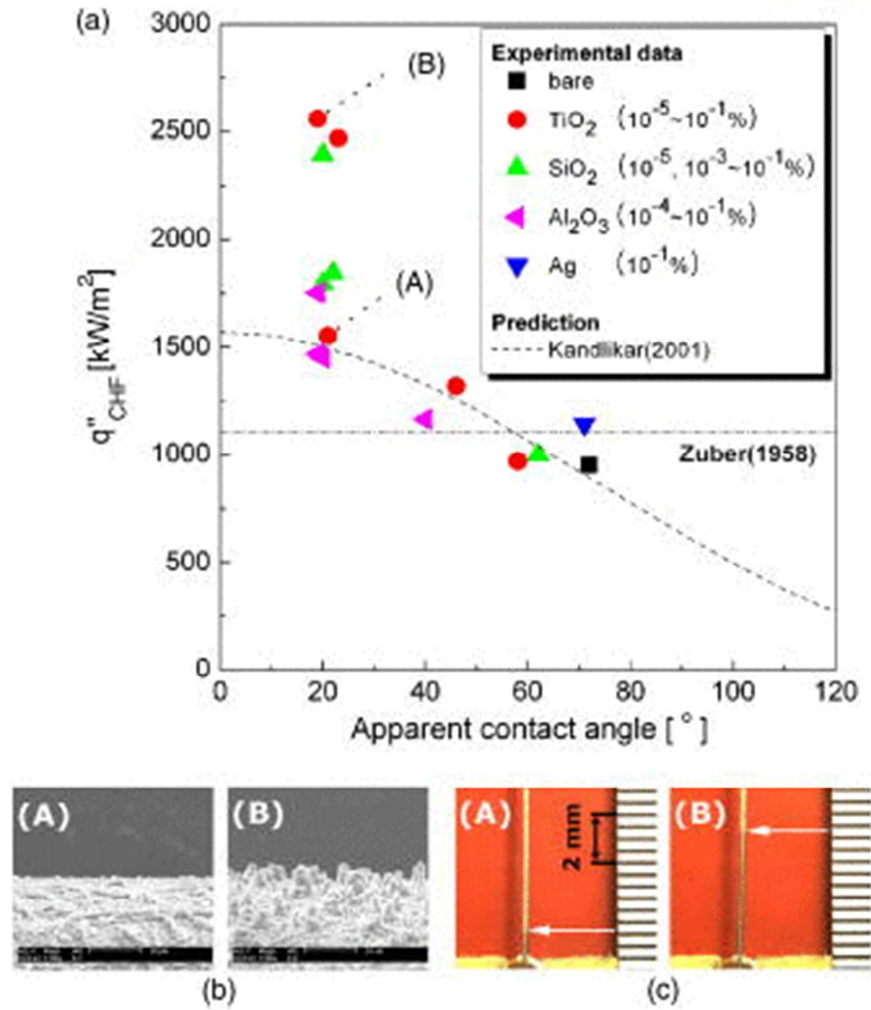 (a)
3000
2500
2000
1500
1000
500
0
q"CHF [kW/m²]
0 20 40 60 80 100 120
Apparent contact angle [ ° ]
(B)
(A)
Experimental data
bare
TiO₂ (10⁻⁵~10⁻¹%)
SiO₂ (10⁻⁵, 10⁻³~10⁻¹%)
Al₂O₃ (10⁻⁴~10⁻¹%)
Ag (10⁻¹%)
Prediction
Kandlikar(2001)
Zuber(1958)
(A)
(B)
(A)
2 mm
(B)
(b)
(c)